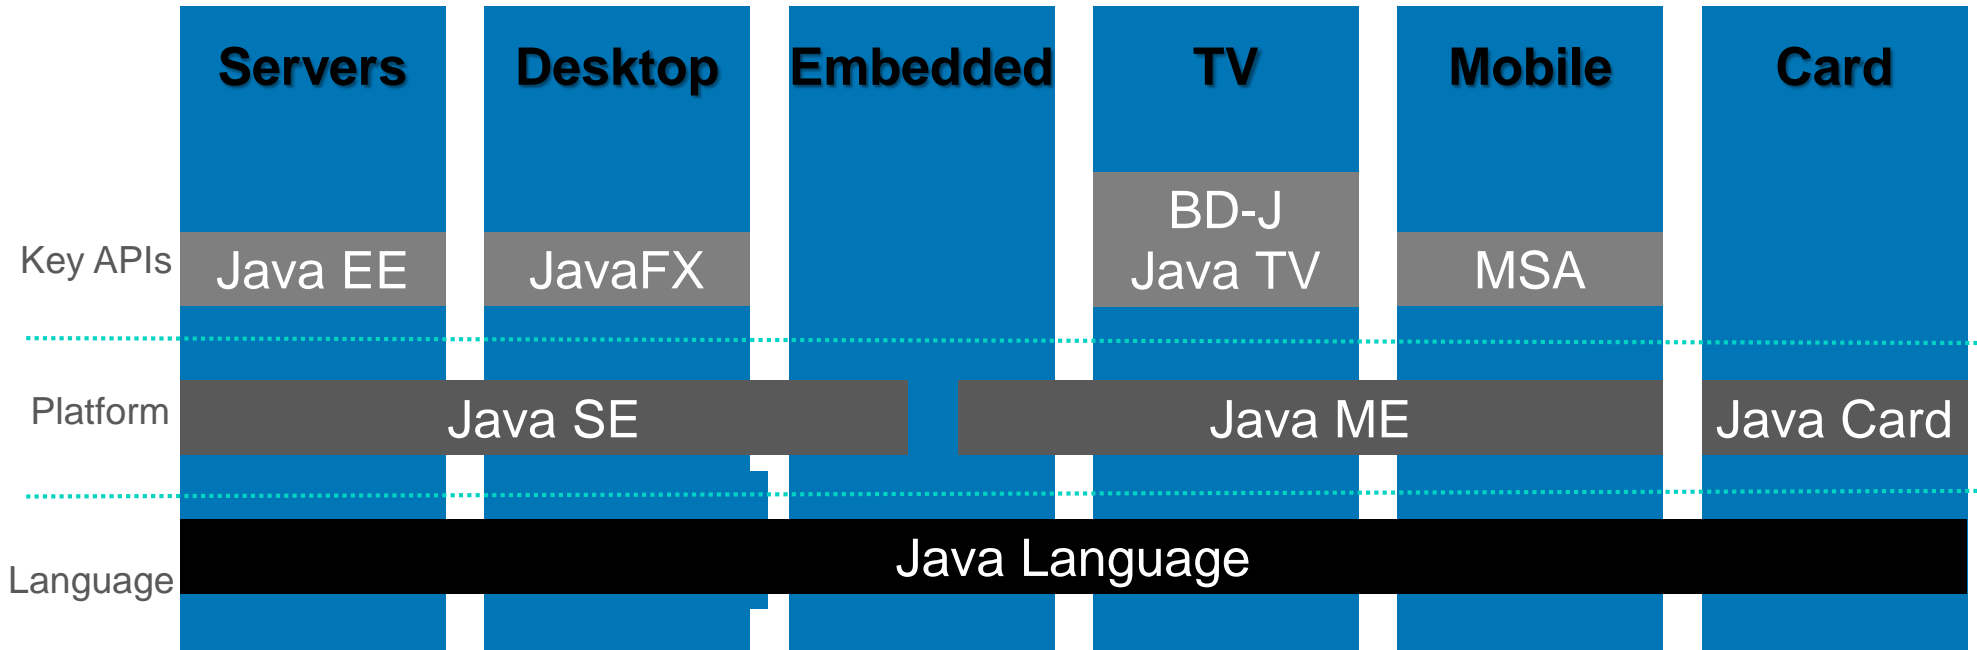 Servers Desktop Embedded TV Mobile Card
BD-J
Key APIs Java EE JavaFX Java TV MSA
Platform Java SE Java ME Java Card
Language Java Language